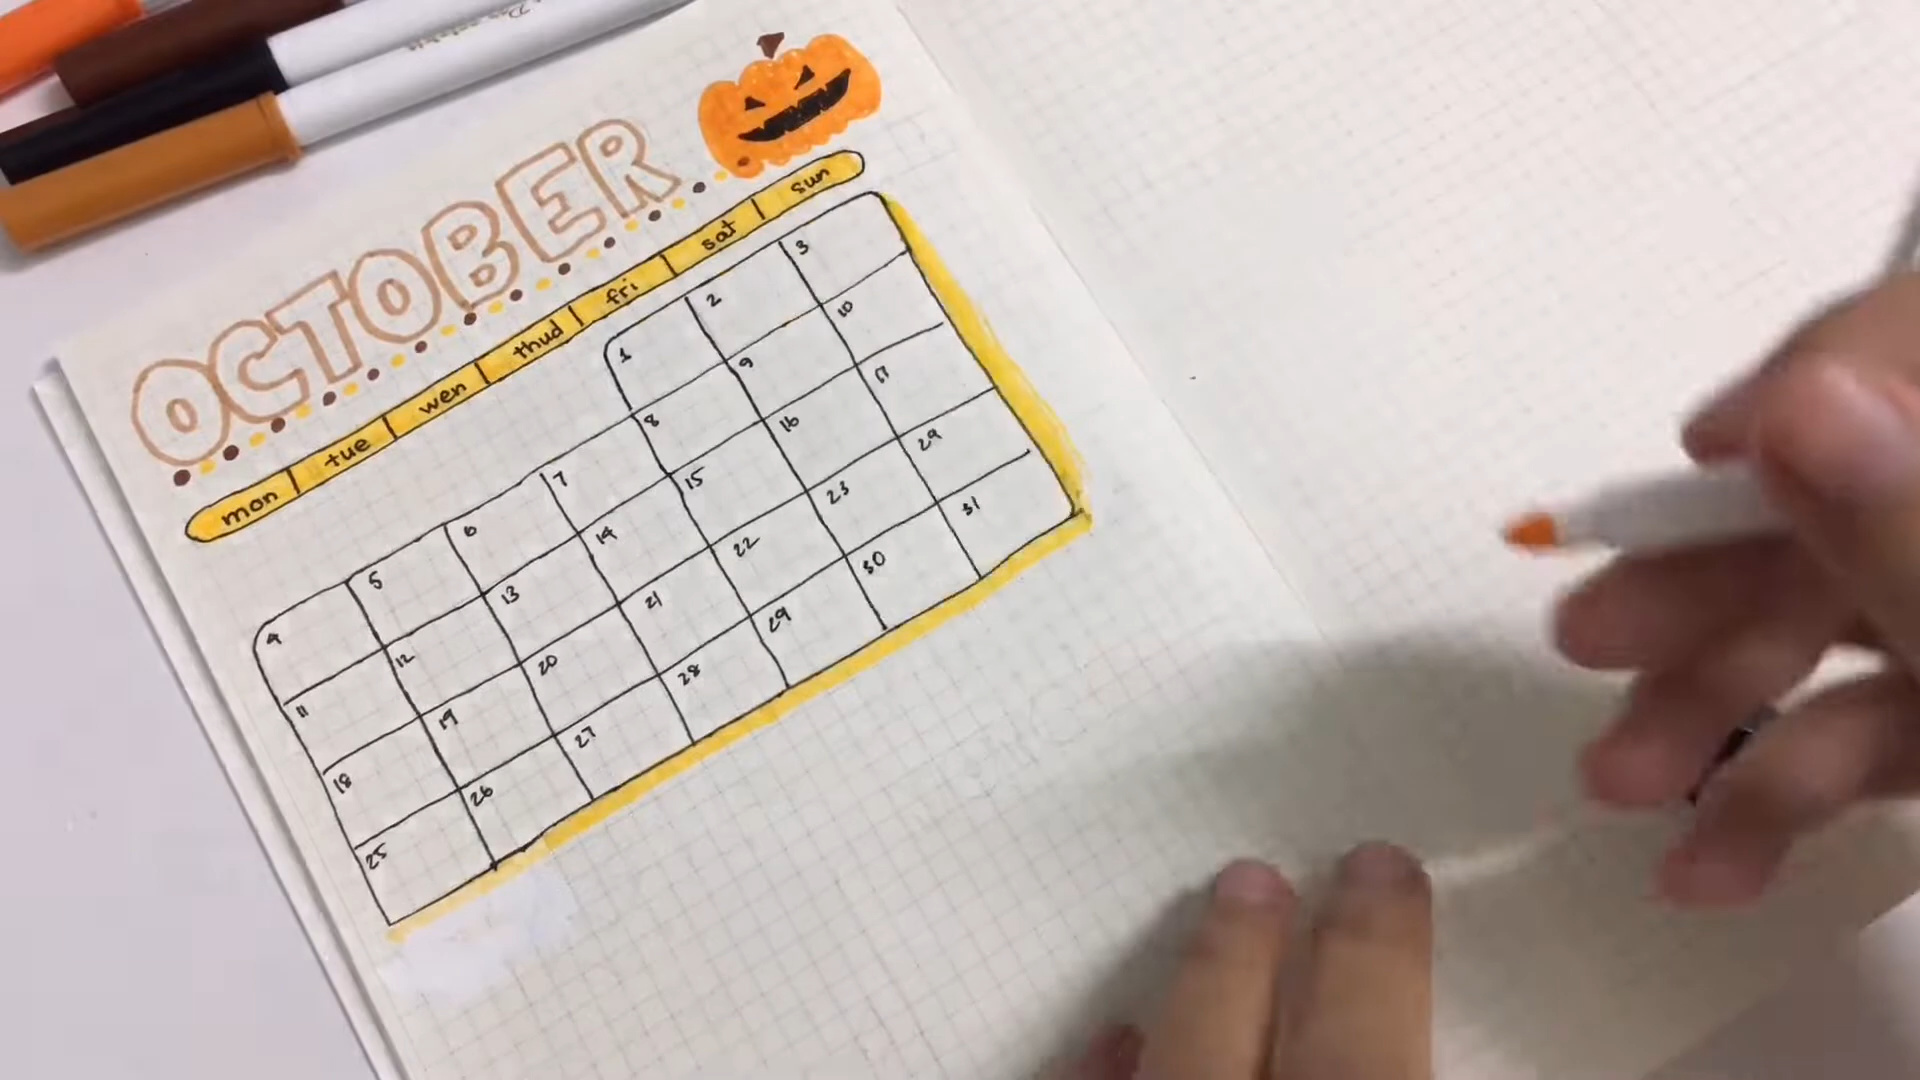 OCTOBER
mon tue wen thud fri sat sun
1 2 3
4 5 6 7 8 9 10
11 12 13 14 15 16 17
18 19 20 21 22 23 24
25 26 27 28 29 30 31